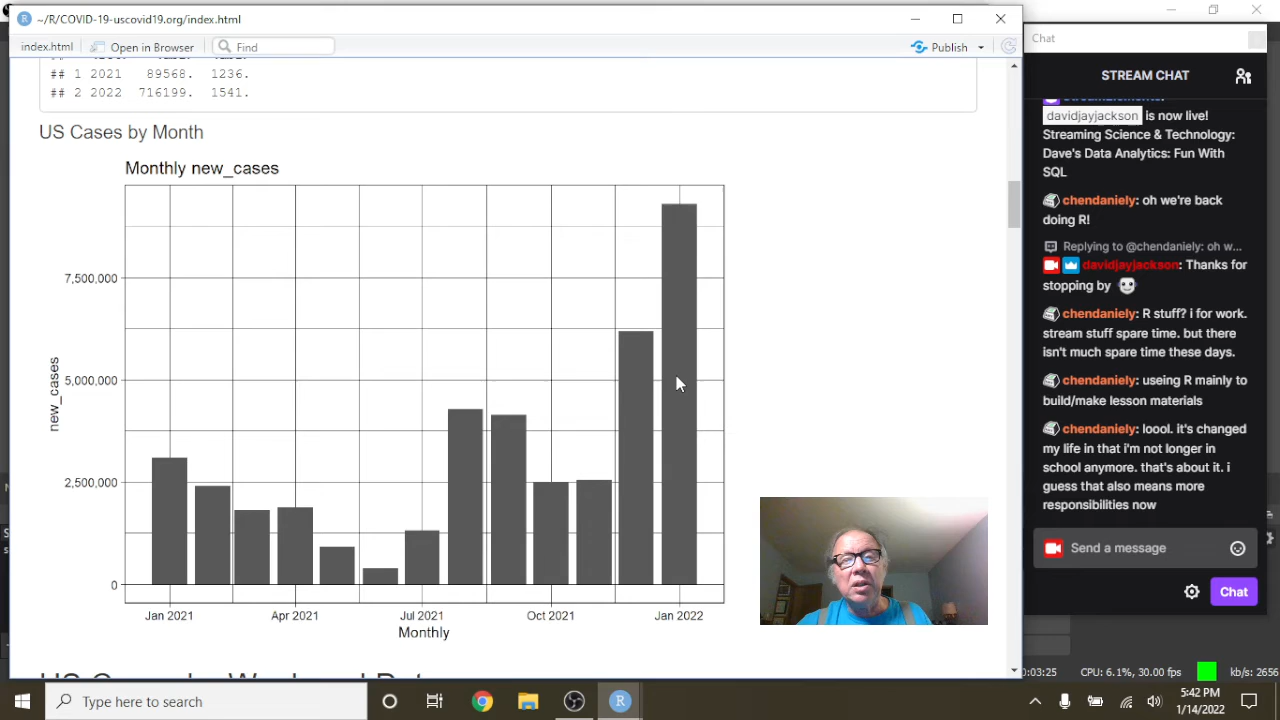 ~/R/COVID-19-uscovid19.org/index.html
index.html
Open in Browser
Find
Publish
## 1 2021 89568. 1236.
## 2 2022 716199. 1541.
US Cases by Month
Monthly new_cases
new_cases
7,500,000
5,000,000
2,500,000
0
Jan 2021
Apr 2021
Jul 2021
Oct 2021
Jan 2022
Monthly
Chat
STREAM CHAT
davidjayjackson is now live!
Streaming Science & Technology:
Dave's Data Analytics: Fun With
SQL
chendaniely: oh we're back
doing R!
Replying to @chendaniely: oh w...
davidjayjackson: Thanks for
stopping by
chendaniely: R stuff? i for work.
stream stuff spare time. but there
isn't much spare time these days.
chendaniely: useing R mainly to
build/make lesson materials
chendaniely: loool. it's changed
my life in that i'm not longer in
school anymore. that's about it. i
guess that also means more
responsibilities now
Send a message
Chat
0:03:25
CPU: 6.1%, 30.00 fps
kb/s: 2656
Type here to search
5:42 PM
1/14/2022